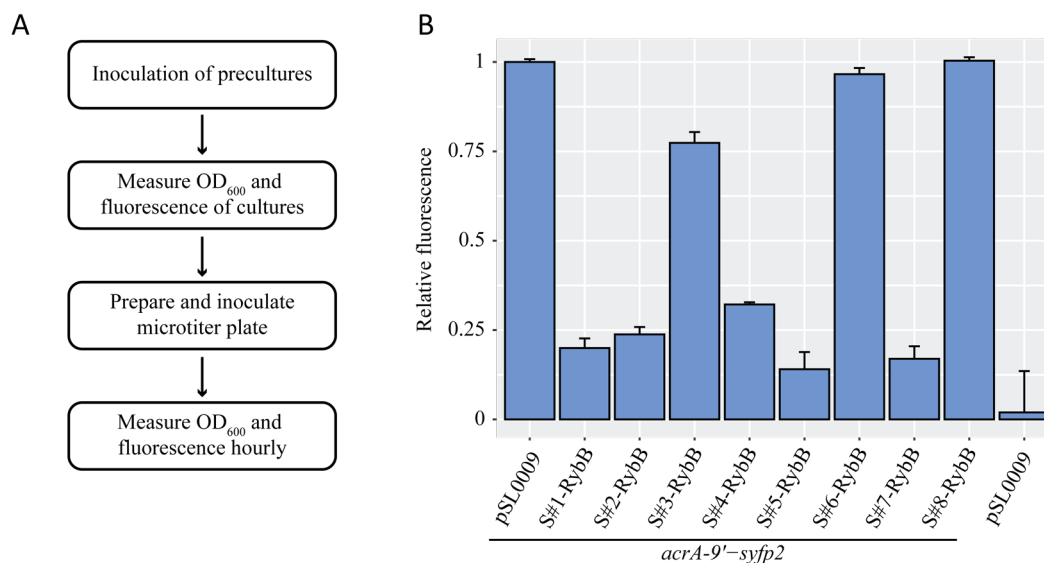 A
Inoculation of precultures
Measure OD600 and
fluorescence of cultures
Prepare and inoculate
microtiter plate
Measure OD600 and
fluorescence hourly
B
Relative fluorescence
1
0.75
0.5
0.25
0
pSL0009
S#1-RybB
S#2-RybB
S#3-RybB
S#4-RybB
S#5-RybB
S#6-RybB
S#7-RybB
S#8-RybB
pSL0009
acrA-9'−syfp2